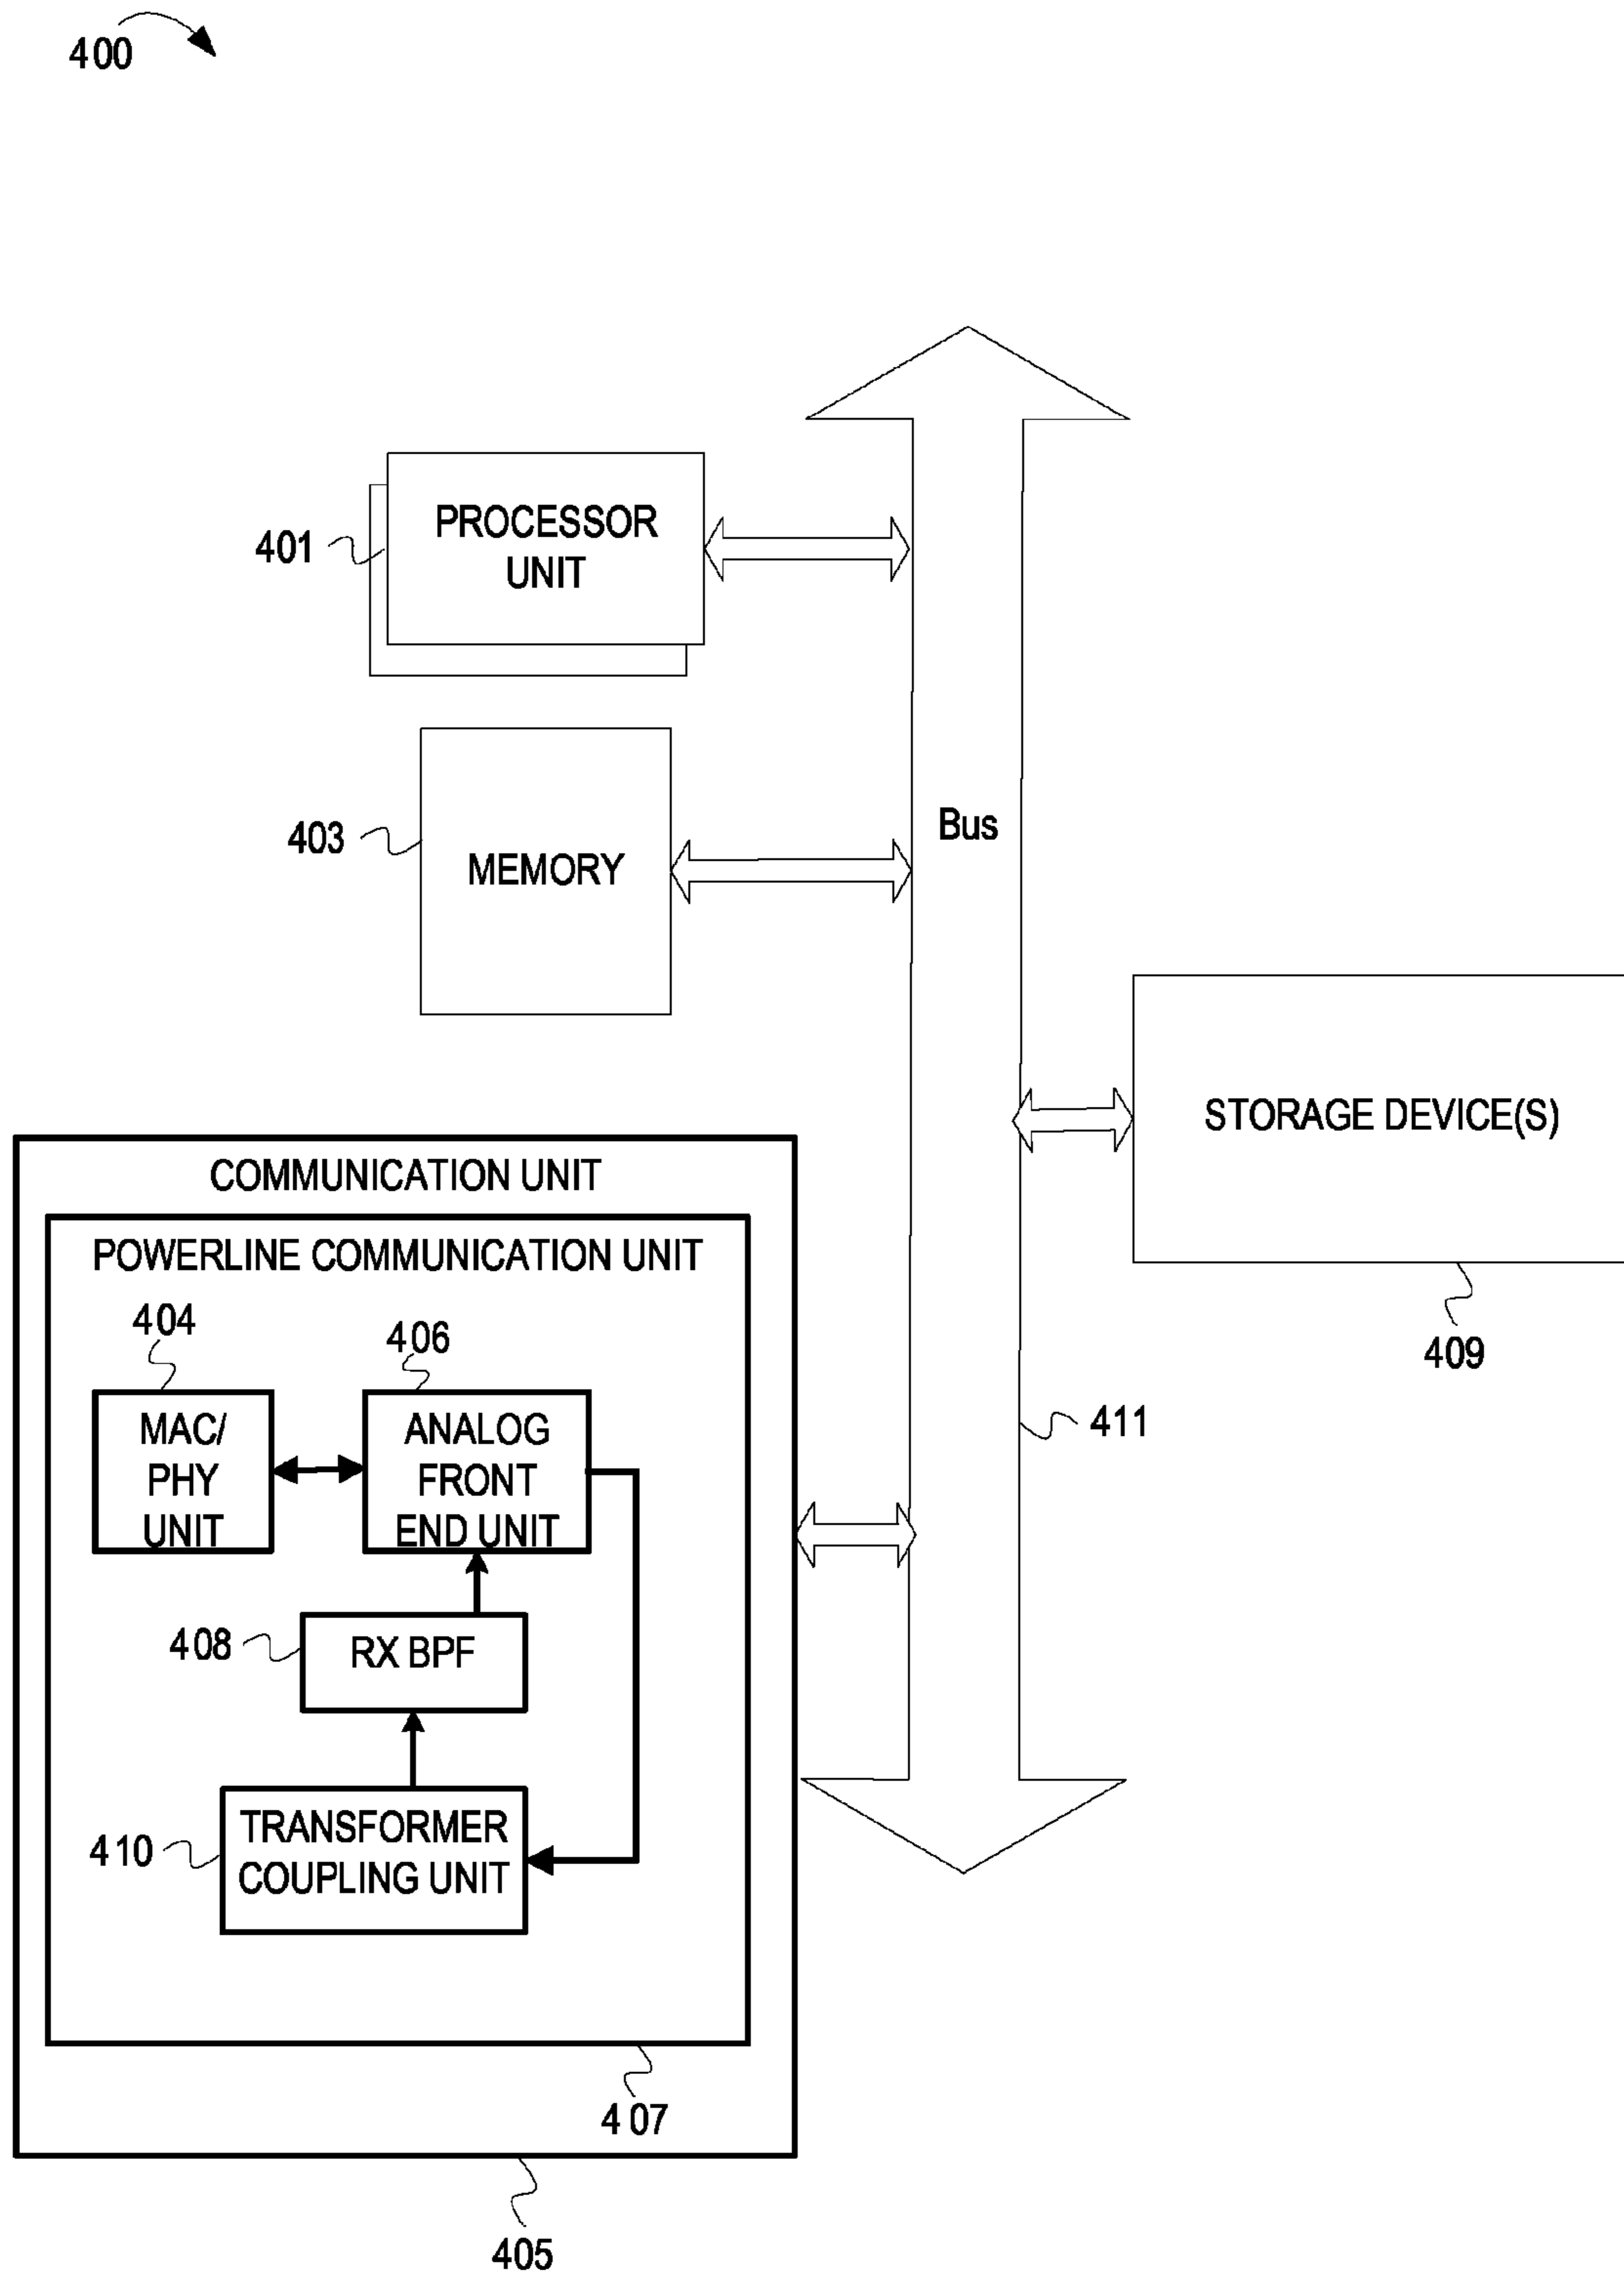 400
PROCESSOR
UNIT
401
Bus
403
MEMORY
STORAGE DEVICE(S)
409
COMMUNICATION UNIT
POWERLINE COMMUNICATION UNIT
404
406
MAC/
PHY
UNIT
ANALOG
FRONT
END UNIT
411
408
RX BPF
410
TRANSFORMER
COUPLING UNIT
407
405